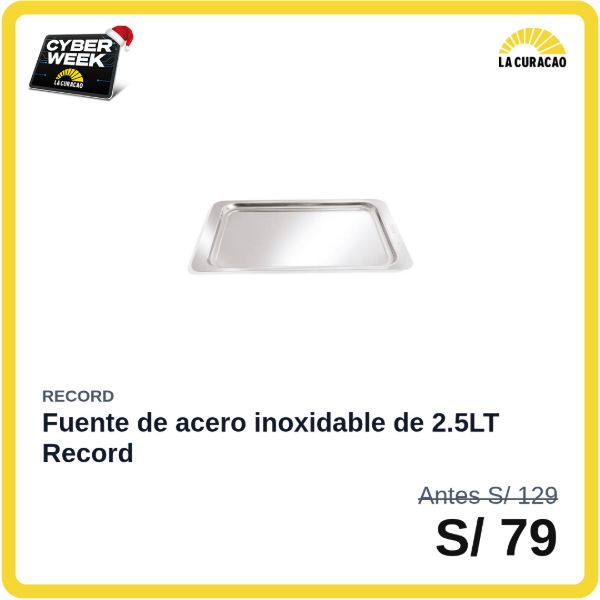 CYBER
WEEK
LA CURACAO
LA CURACAO
RECORD
Fuente de acero inoxidable de 2.5LT
Record
Antes S/ 129
S/ 79